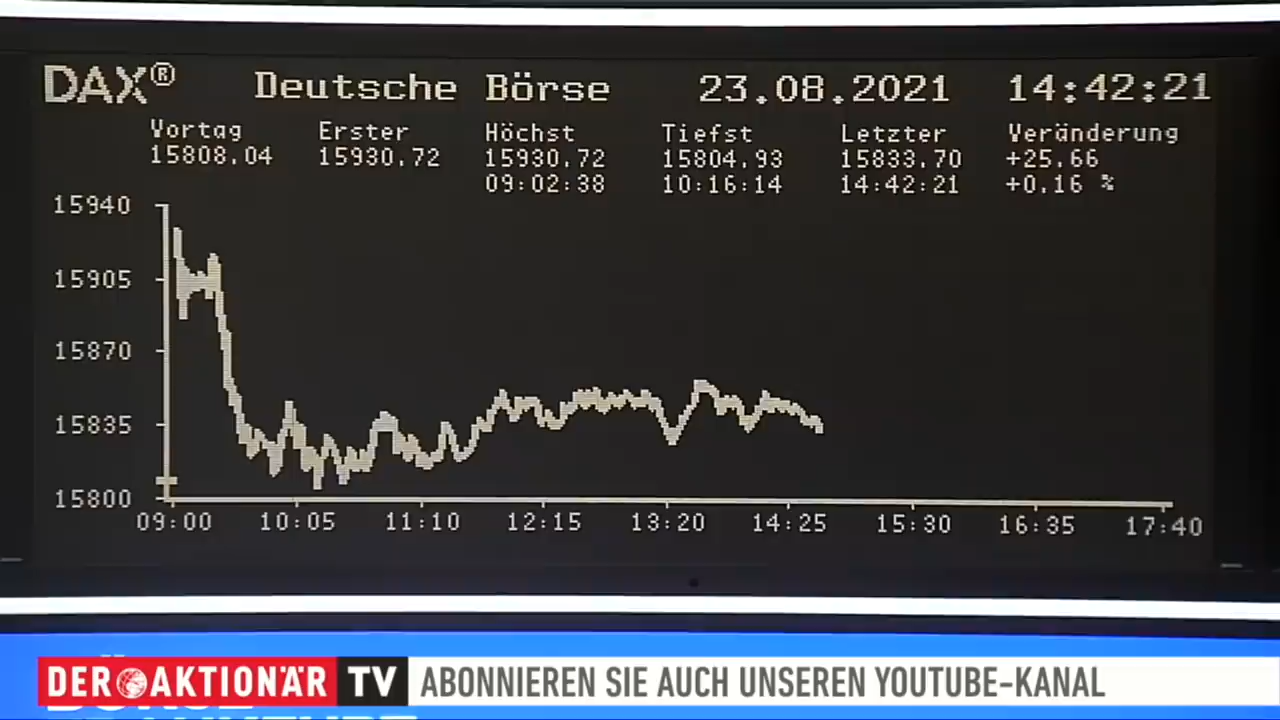 DAX® Deutsche Börse 23.08.2021 14:42:21
Vortag Erster Höchst Tiefst Letzter Veränderung
15808.04 15930.72 15930.72 15804.93 15833.70 +25.66
09:02:38 10:16:14 14:42:21 +0.16 %
15940
15905
15870
15835
15800
09:00 10:05 11:10 12:15 13:20 14:25 15:30 16:35 17:40
DER AKTIONÄR TV ABONNIEREN SIE AUCH UNSEREN YOUTUBE-KANAL